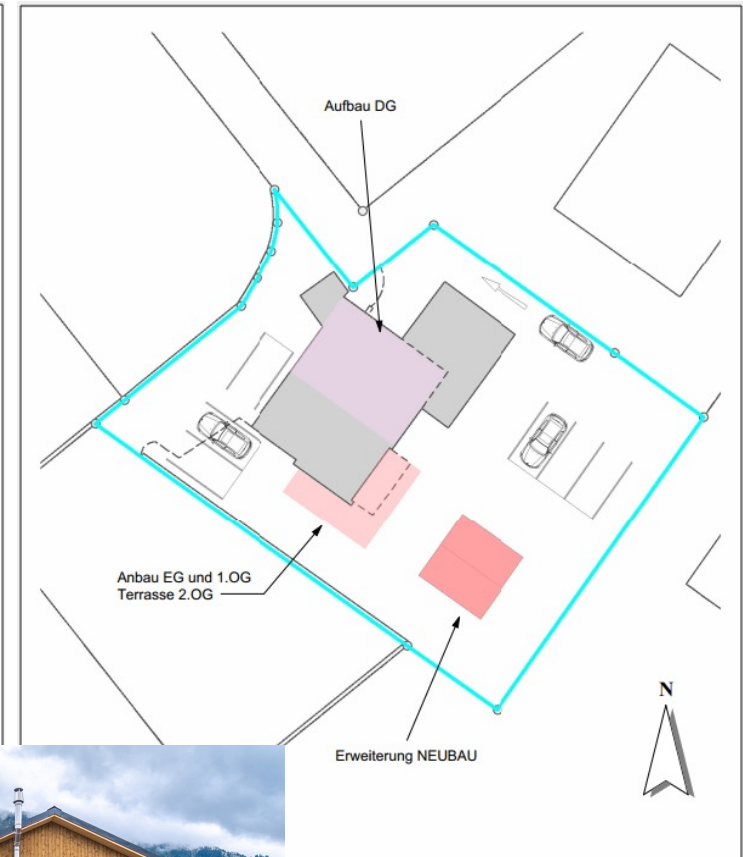 Aufbau DG
Anbau EG und 1.OG
Terrasse 2.OG
N
Erweiterung NEUBAU